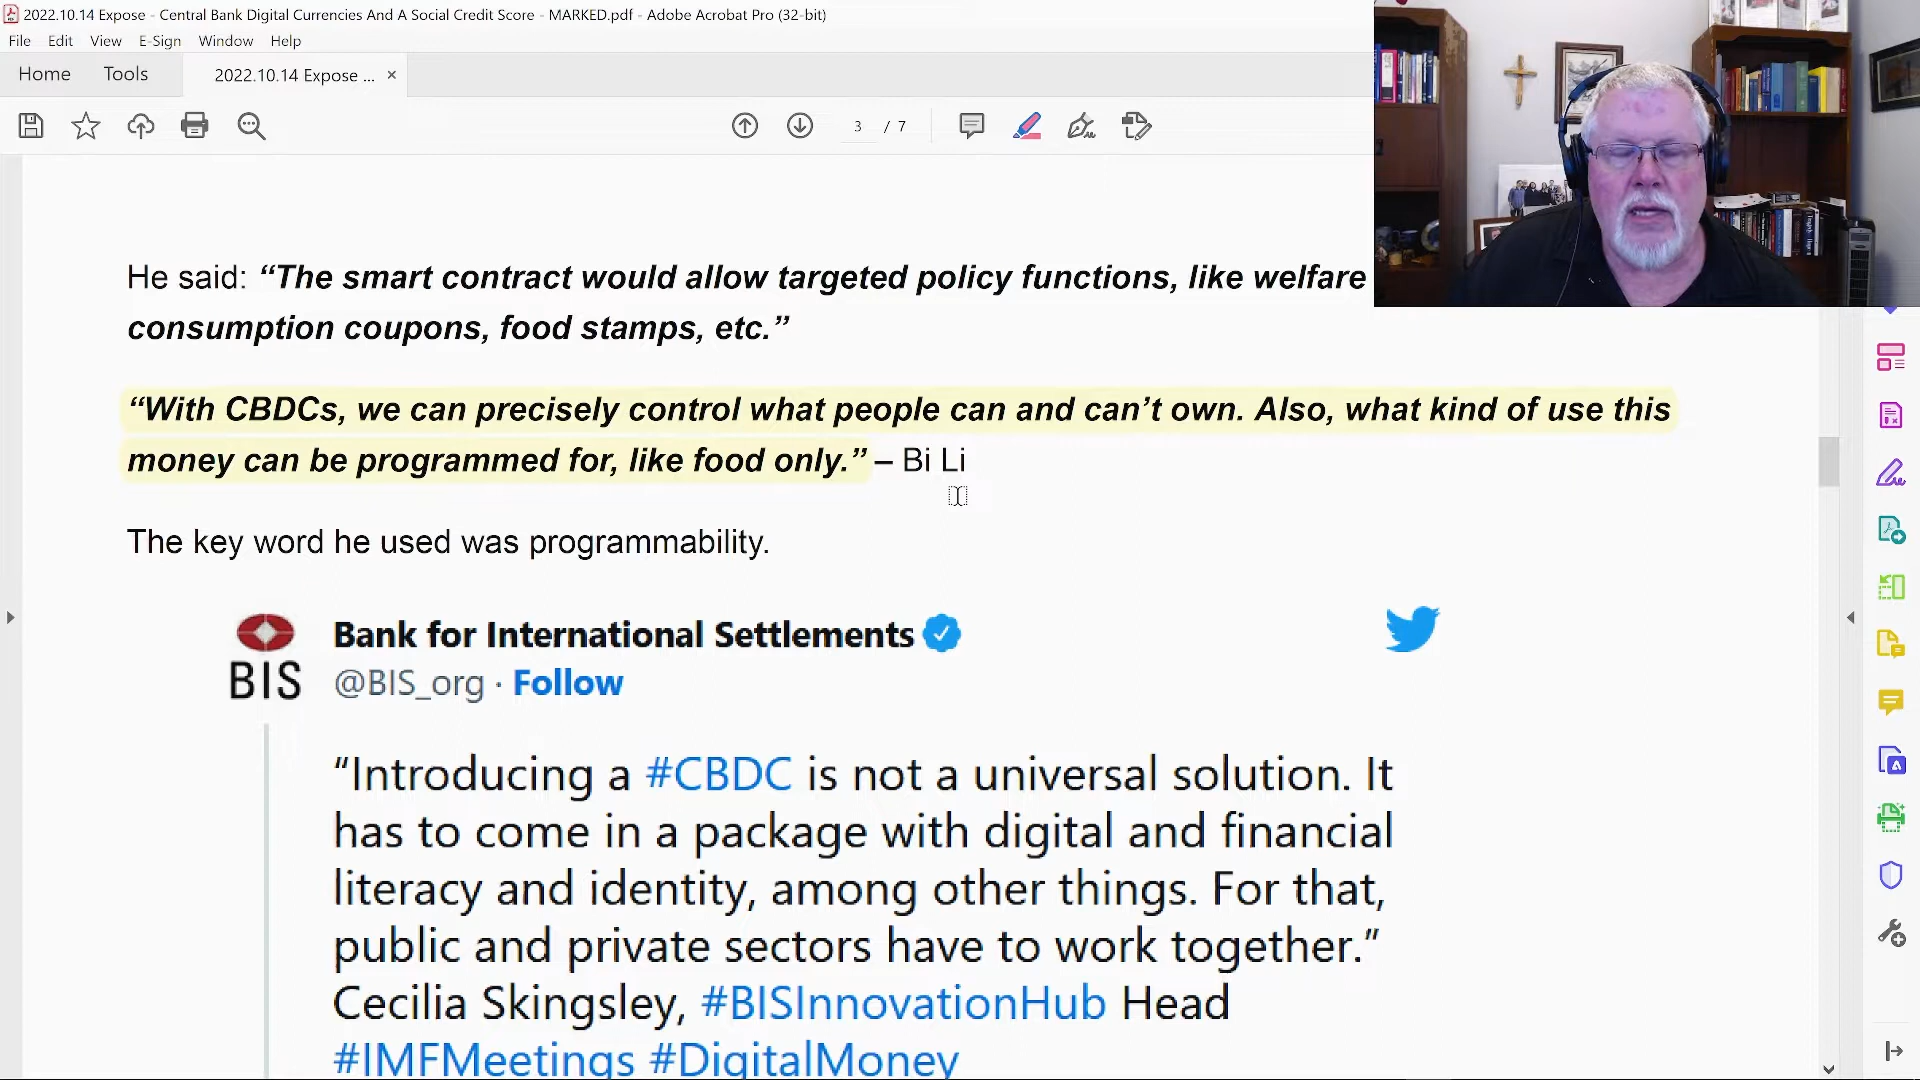 2022.10.14 Expose - Central Bank Digital Currencies And A Social Credit Score - MARKED.pdf - Adobe Acrobat Pro (32-bit)
File Edit View E-Sign Window Help
Home Tools 2022.10.14 Expose ... ×
3 / 7
He said: “The smart contract would allow targeted policy functions, like welfare
consumption coupons, food stamps, etc.”
“With CBDCs, we can precisely control what people can and can’t own. Also, what kind of use this
money can be programmed for, like food only.” – Bi Li
The key word he used was programmability.
BIS
Bank for International Settlements
@BIS_org · Follow
“Introducing a #CBDC is not a universal solution. It
has to come in a package with digital and financial
literacy and identity, among other things. For that,
public and private sectors have to work together.”
Cecilia Skingsley, #BISInnovationHub Head
#IMFMeetings #DigitalMoney